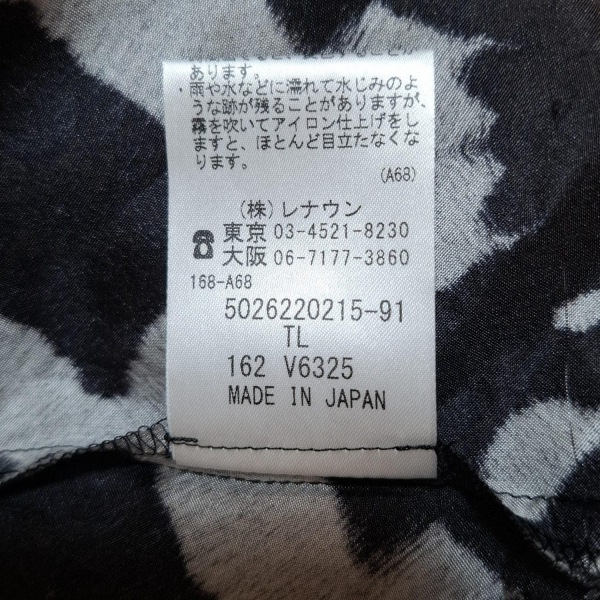 あります。
・雨や水などに濡れて水じみのよ
うな跡が残ることがありますが、
霧を吹いてアイロン仕上げをし
ますと、ほとんど目立たなくな
ります。
(A68)
(株)レナウン
☎東京 03-4521-8230
大阪 06-7177-3860
168-A68
5026220215-91
TL
162 V6325
MADE IN JAPAN